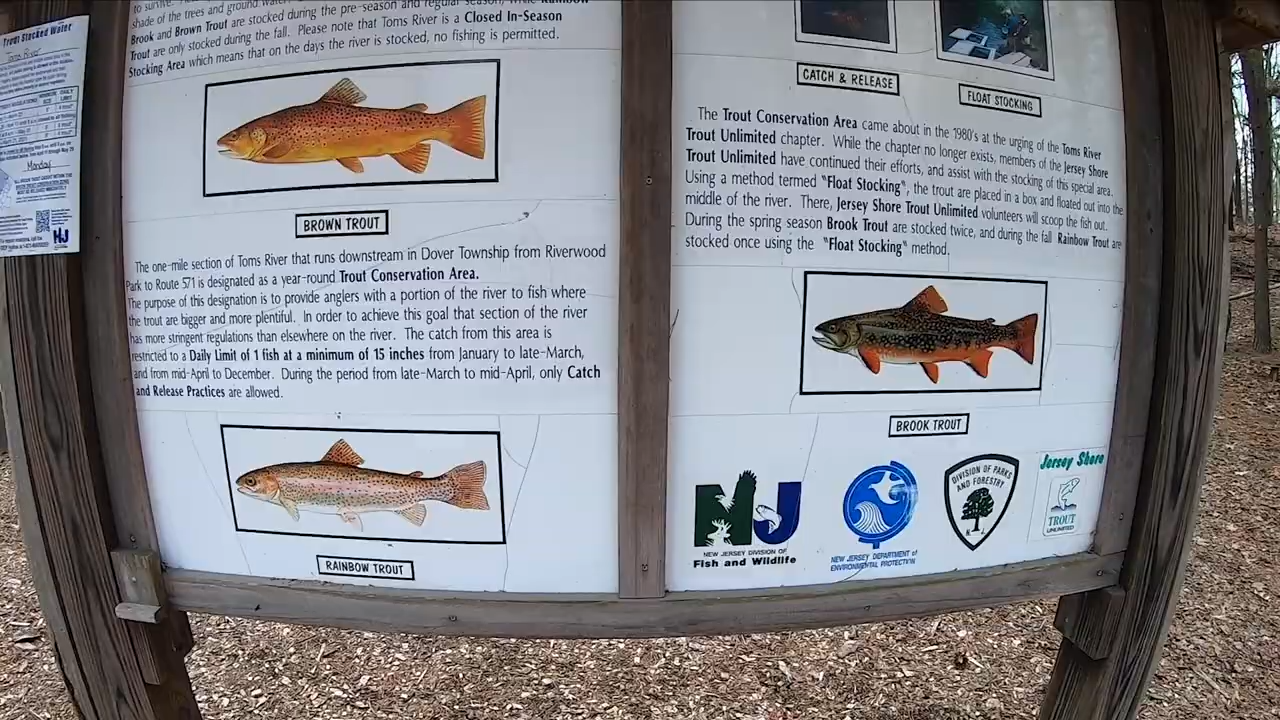 Trout Stocked Water
Toms River
Monday
shade of the trees and ground water
Brook and Brown Trout are stocked during the pre-season and regular season, while Rainbow
Trout are only stocked during the fall. Please note that Toms River is a Closed In-Season
Stocking Area which means that on the days the river is stocked, no fishing is permitted.
BROWN TROUT
The one-mile section of Toms River that runs downstream in Dover Township from Riverwood
Park to Route 571 is designated as a year-round Trout Conservation Area.
The purpose of this designation is to provide anglers with a portion of the river to fish where
the trout are bigger and more plentiful. In order to achieve this goal that section of the river
has more stringent regulations than elsewhere on the river. The catch from this area is
restricted to a Daily Limit of 1 fish at a minimum of 15 inches from January to late-March,
and from mid-April to December. During the period from late-March to mid-April, only Catch
and Release Practices are allowed.
RAINBOW TROUT
CATCH & RELEASE
FLOAT STOCKING
The Trout Conservation Area came about in the 1980's at the urging of the Toms River
Trout Unlimited chapter. While the chapter no longer exists, members of the Jersey Shore
Trout Unlimited have continued their efforts, and assist with the stocking of this special area.
Using a method termed "Float Stocking", the trout are placed in a box and floated out into the
middle of the river. There, Jersey Shore Trout Unlimited volunteers will scoop the fish out.
During the spring season Brook Trout are stocked twice, and during the fall Rainbow Trout are
stocked once using the "Float Stocking" method.
BROOK TROUT
NJ
NEW JERSEY DIVISION OF
Fish and Wildlife
NEW JERSEY DEPARTMENT of
ENVIRONMENTAL PROTECTION
DIVISION OF PARKS
AND FORESTRY
Jersey Shore
TROUT
UNLIMITED